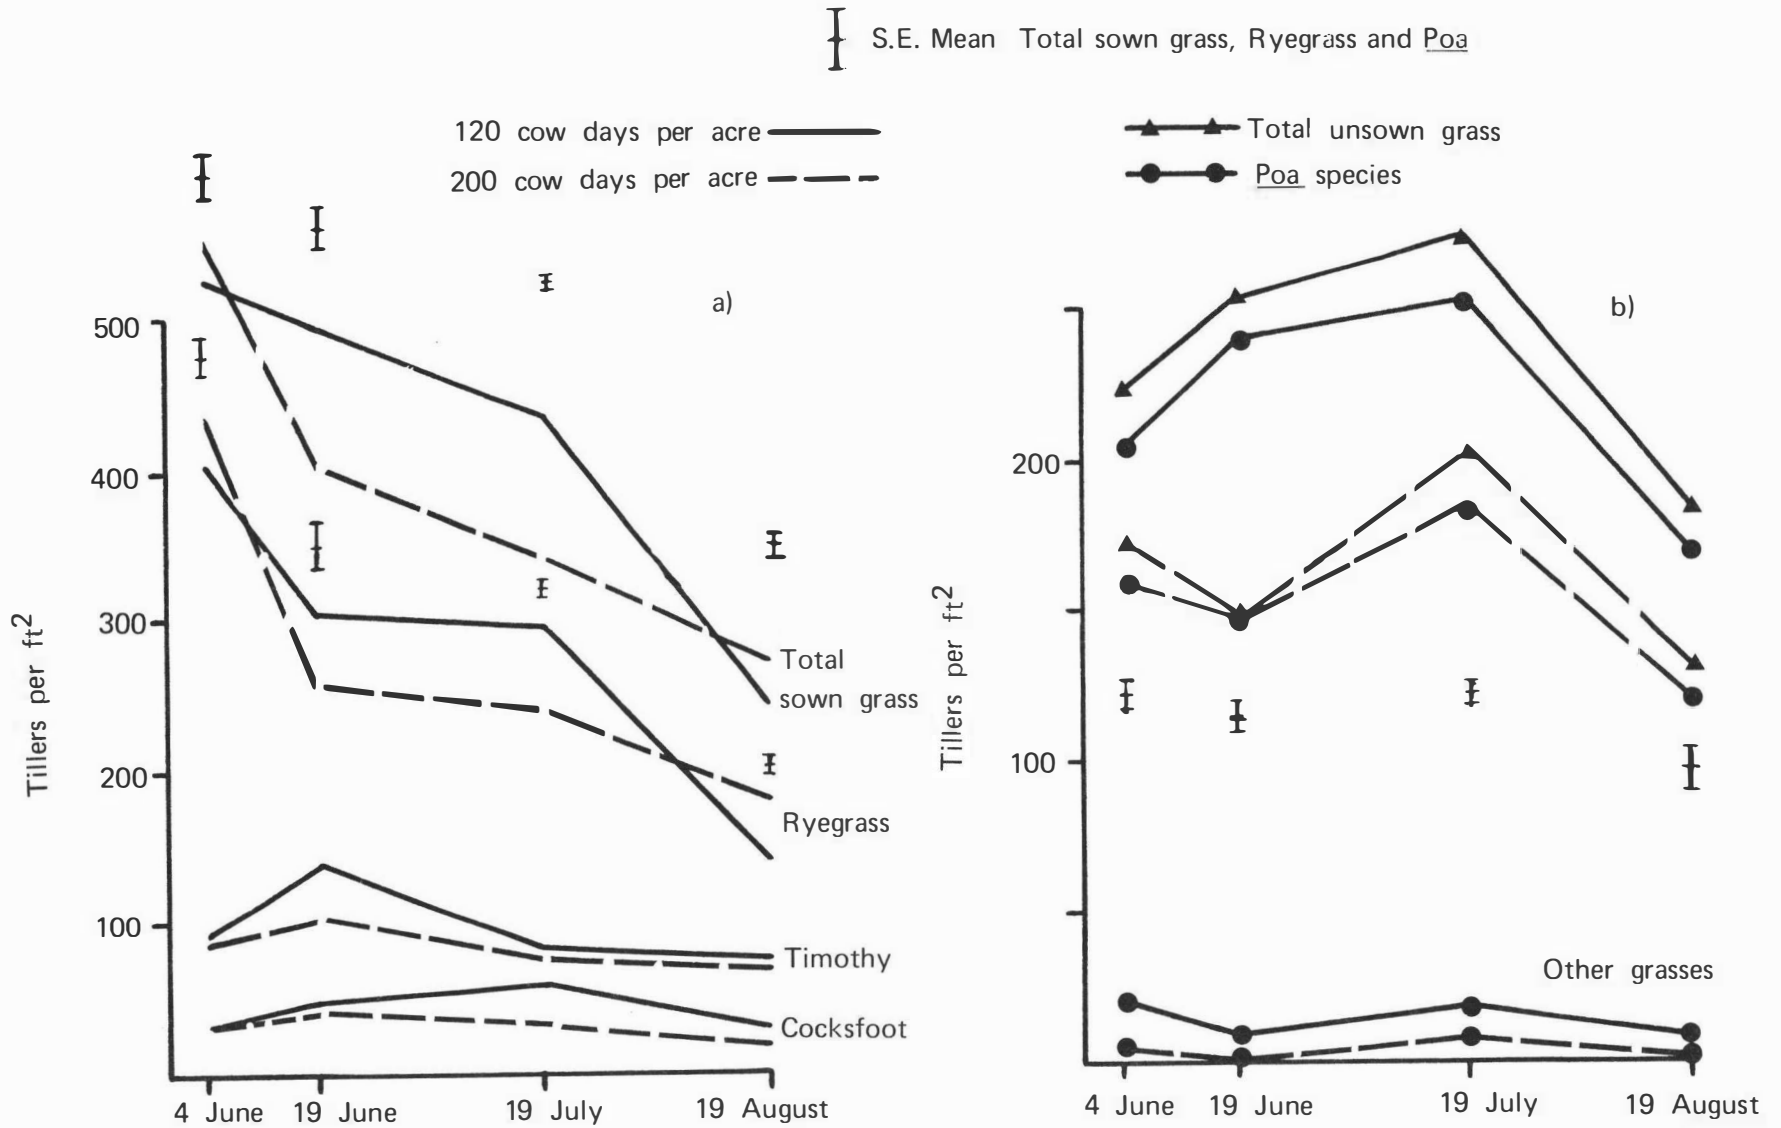 S.E. Mean Total sown grass, Ryegrass and Poa
120 cow days per acre
200 cow days per acre
Total unsown grass
Poa species
a)
500
400
300
200
100
Tillers per ft2
Total
sown grass
Ryegrass
Timothy
Cocksfoot
4 June 19 June 19 July 19 August
b)
200
100
Tillers per ft2
Other grasses
4 June 19 June 19 July 19 August